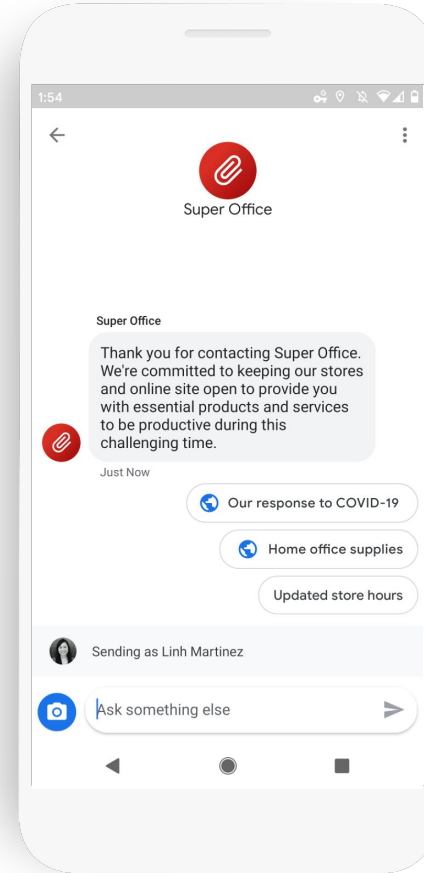 1:54
Super Office
Super Office
Thank you for contacting Super Office.
We're committed to keeping our stores
and online site open to provide you
with essential products and services
to be productive during this
challenging time.
Just Now
Our response to COVID-19
Home office supplies
Updated store hours
Sending as Linh Martinez
Ask something else